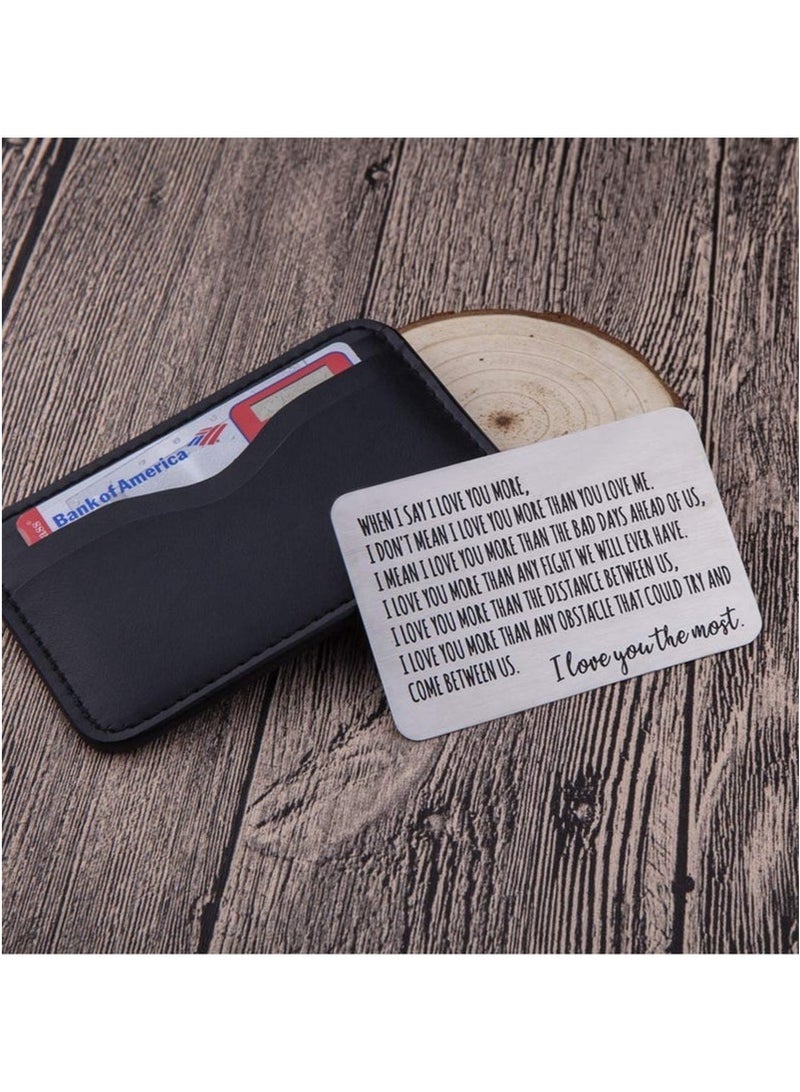 Bank of America
WHEN I SAY I LOVE YOU MORE,
I DON'T MEAN I LOVE YOU MORE THAN YOU LOVE ME.
I MEAN I LOVE YOU MORE THAN THE BAD DAYS AHEAD OF US,
I LOVE YOU MORE THAN ANY FIGHT WE WILL EVER HAVE.
I LOVE YOU MORE THAN THE DISTANCE BETWEEN US,
I LOVE YOU MORE THAN ANY OBSTACLE THAT COULD TRY AND
COME BETWEEN US. I love you the most.